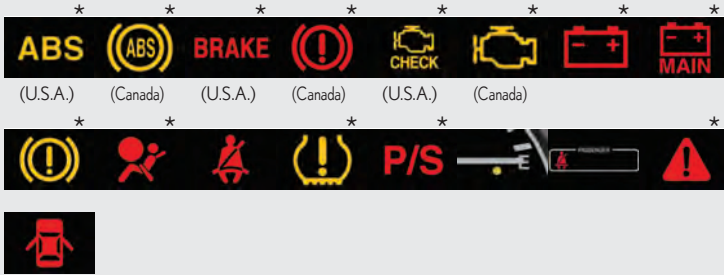 * * * * * * * *
ABS (ABS) BRAKE (!) CHECK - + - + MAIN
(U.S.A.) (Canada) (U.S.A.) (Canada) (U.S.A.) (Canada)
* * * * *
(!) (!) P/S E PASSENGER !